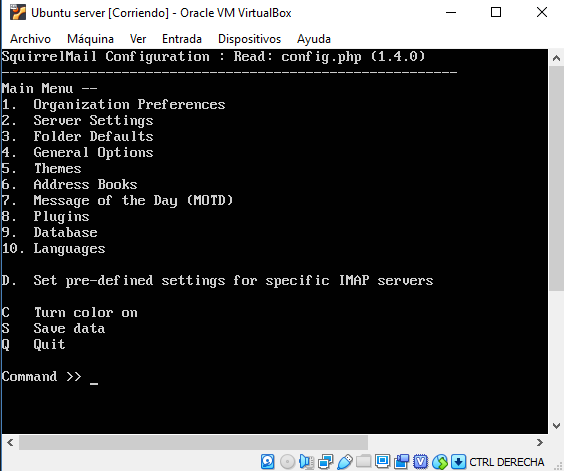 Ubuntu server [Corriendo] - Oracle VM VirtualBox
Archivo Máquina Ver Entrada Dispositivos Ayuda
SquirrelMail Configuration : Read: config.php (1.4.0)
---------------------------------------------------------
Main Menu --
1. Organization Preferences
2. Server Settings
3. Folder Defaults
4. General Options
5. Themes
6. Address Books
7. Message of the Day (MOTD)
8. Plugins
9. Database
10. Languages
D. Set pre-defined settings for specific IMAP servers
C Turn color on
S Save data
Q Quit
Command >> _
CTRL DERECHA